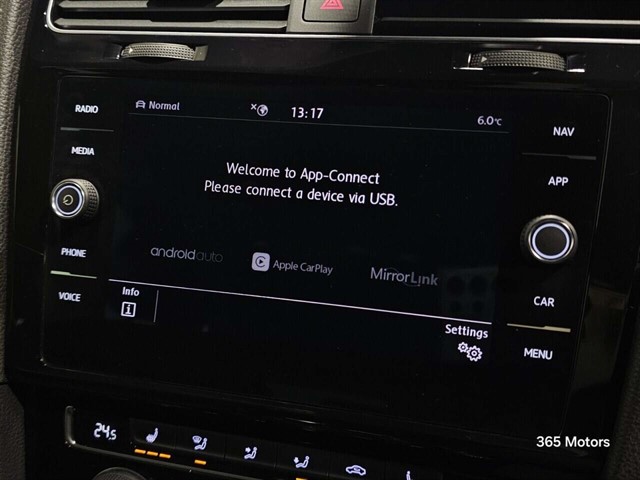 RADIO
MEDIA
PHONE
VOICE
Normal
13:17
6.0°C
Welcome to App-Connect
Please connect a device via USB.
androidauto
Apple CarPlay
MirrorLink
Info
i
Settings
NAV
APP
CAR
MENU
24.5
365 Motors